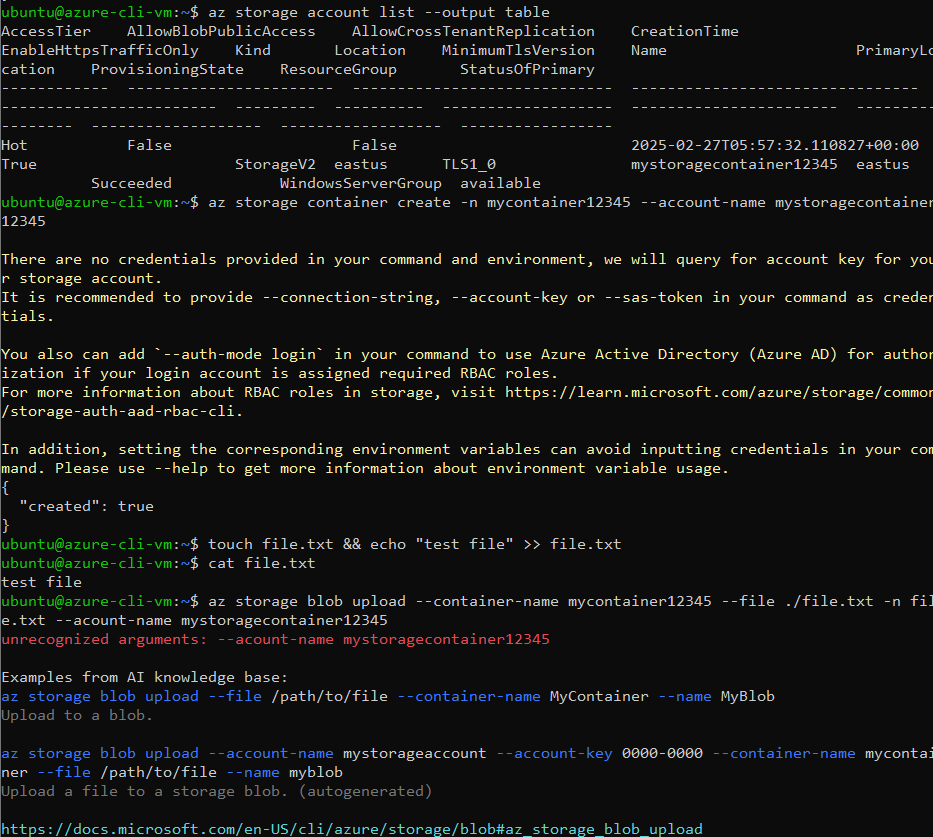 ubuntu@azure-cli-vm:~$ az storage account list --output table
AccessTier    AllowBlobPublicAccess    AllowCrossTenantReplication    CreationTime
EnableHttpsTrafficOnly    Kind       Location    MinimumTlsVersion    Name                     PrimaryLo
cation    ProvisioningState    ResourceGroup       StatusOfPrimary
------------  -----------------------  -----------------------------  --------------------------------
------------------------  ---------  ----------  -------------------  -----------------------  ---------
--------  -------------------  ------------------  -----------------
Hot           False                    False                          2025-02-27T05:57:32.110827+00:00
True                      StorageV2  eastus      TLS1_0               mystoragecontainer12345  eastus
          Succeeded            WindowsServerGroup  available
ubuntu@azure-cli-vm:~$ az storage container create -n mycontainer12345 --account-name mystoragecontainer
12345

There are no credentials provided in your command and environment, we will query for account key for you
r storage account.
It is recommended to provide --connection-string, --account-key or --sas-token in your command as creden
tials.

You also can add `--auth-mode login` in your command to use Azure Active Directory (Azure AD) for author
ization if your login account is assigned required RBAC roles.
For more information about RBAC roles in storage, visit https://learn.microsoft.com/azure/storage/common
/storage-auth-aad-rbac-cli.

In addition, setting the corresponding environment variables can avoid inputting credentials in your com
mand. Please use --help to get more information about environment variable usage.
{
  "created": true
}
ubuntu@azure-cli-vm:~$ touch file.txt && echo "test file" >> file.txt
ubuntu@azure-cli-vm:~$ cat file.txt
test file
ubuntu@azure-cli-vm:~$ az storage blob upload --container-name mycontainer12345 --file ./file.txt -n fil
e.txt --acount-name mystoragecontainer12345
unrecognized arguments: --acount-name mystoragecontainer12345

Examples from AI knowledge base:
az storage blob upload --file /path/to/file --container-name MyContainer --name MyBlob
Upload to a blob.

az storage blob upload --account-name mystorageaccount --account-key 0000-0000 --container-name mycontai
ner --file /path/to/file --name myblob
Upload a file to a storage blob. (autogenerated)

https://docs.microsoft.com/en-US/cli/azure/storage/blob#az_storage_blob_upload